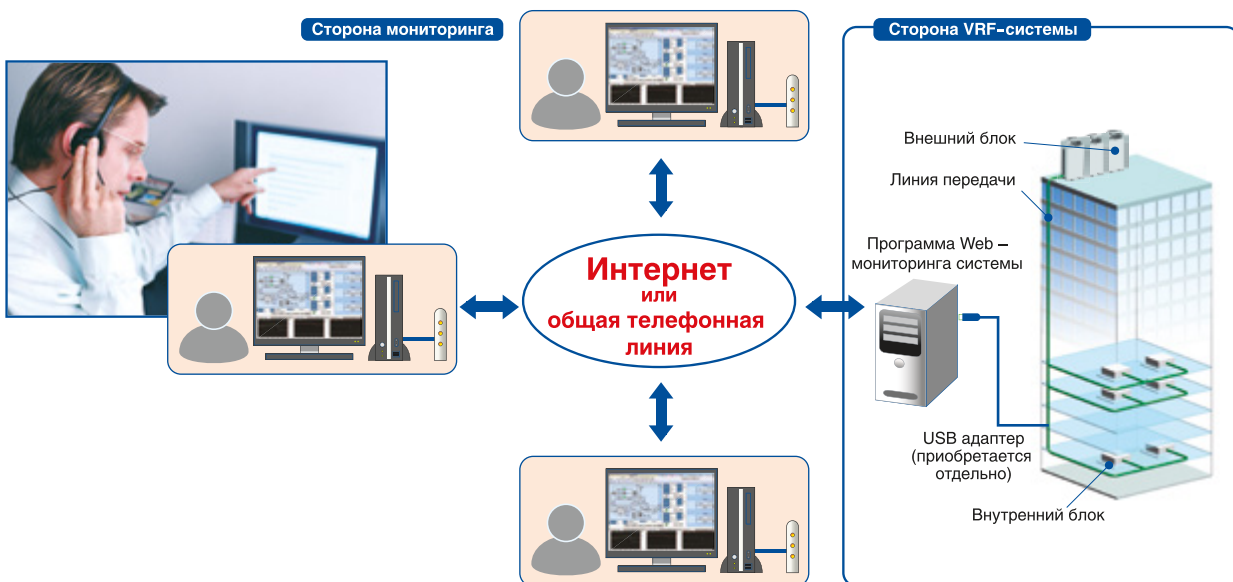 Сторона мониторинга
Сторона VRF-системы
Внешний блок
Линия передачи
Программа Web –
мониторинга системы
Интернет
или
общая телефонная
линия
USB адаптер
(приобретается
отдельно)
Внутренний блок